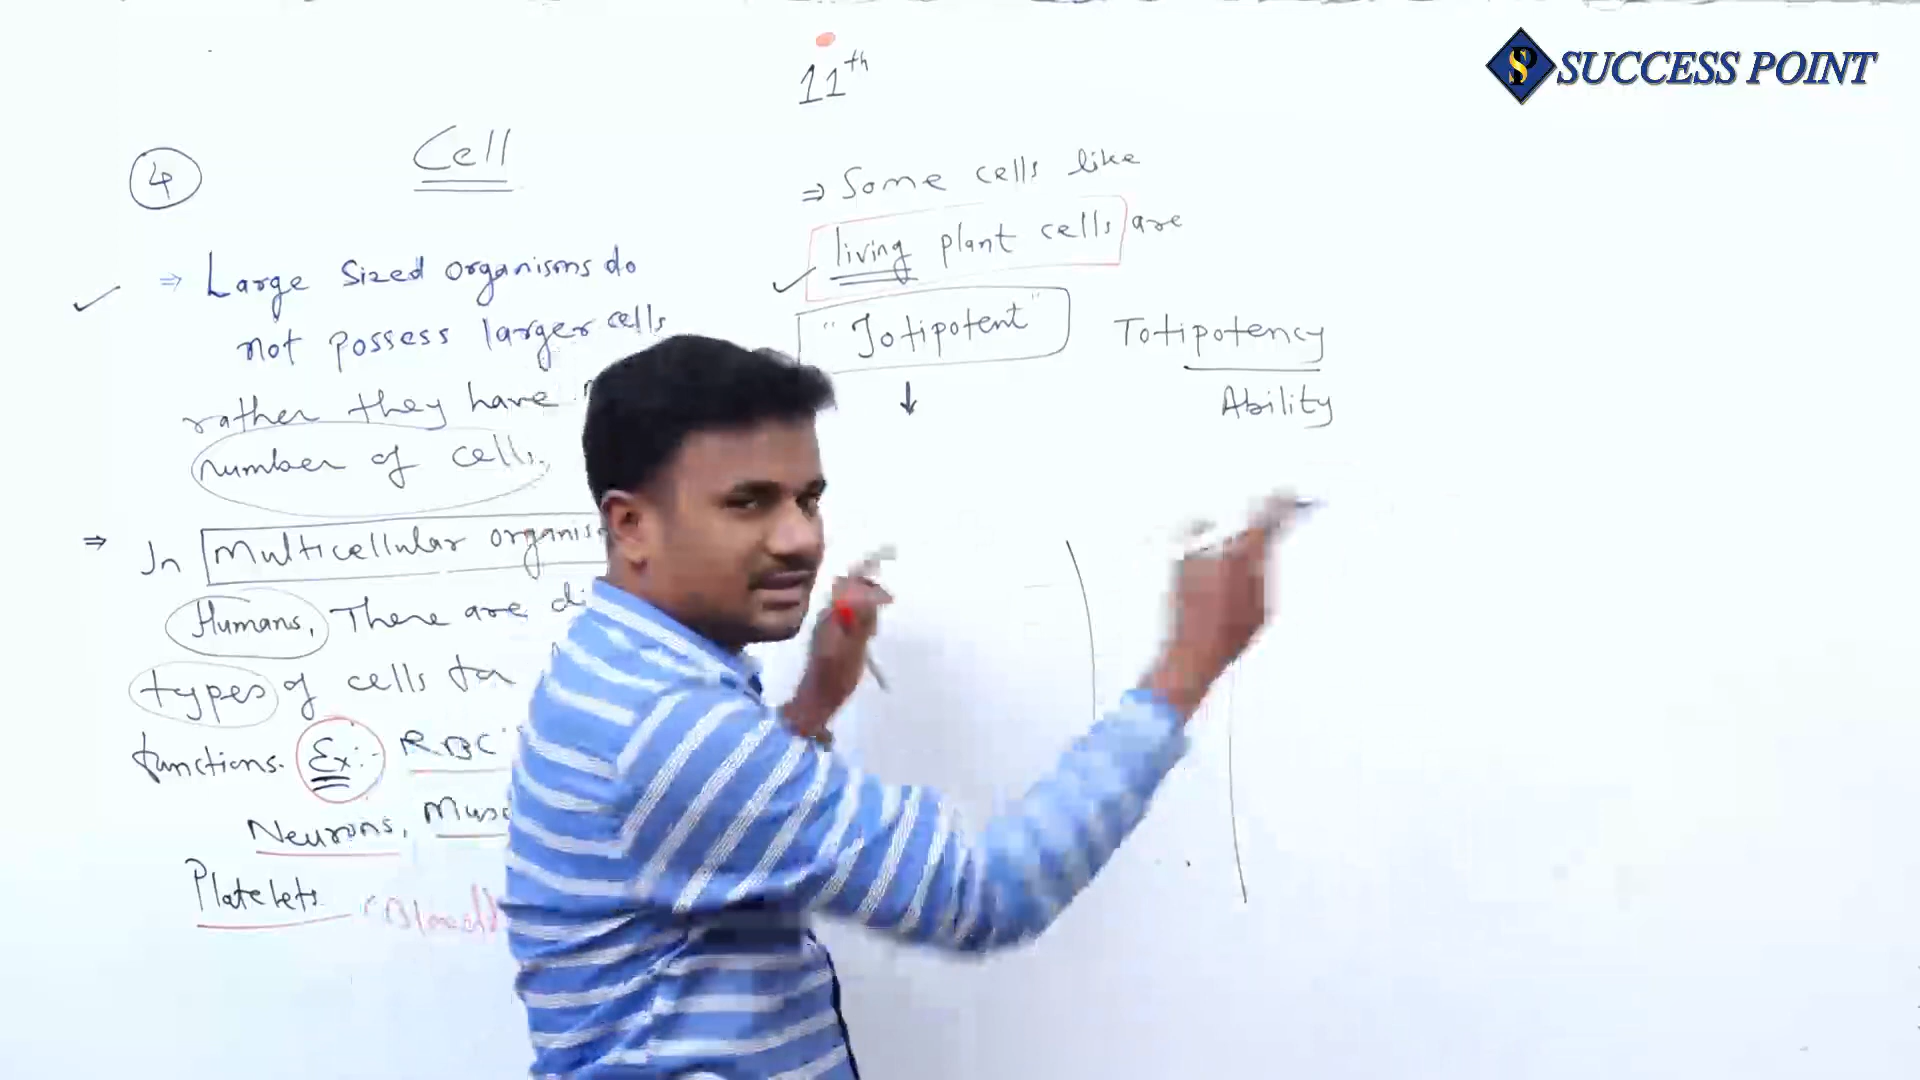 SUCCESS POINT
11th
4
Cell
⇒ Large Sized organisms do
not possess larger cells
rather they have
number of cells.
⇒ In Multicellular organis
Humans, There are di
types of cells for
functions. Ex:- RBC's
Neurons, Musc
Platelets (Blood)
⇒ Some cells like
living plant cells are
"Totipotent"
↓
Totipotency
Ability